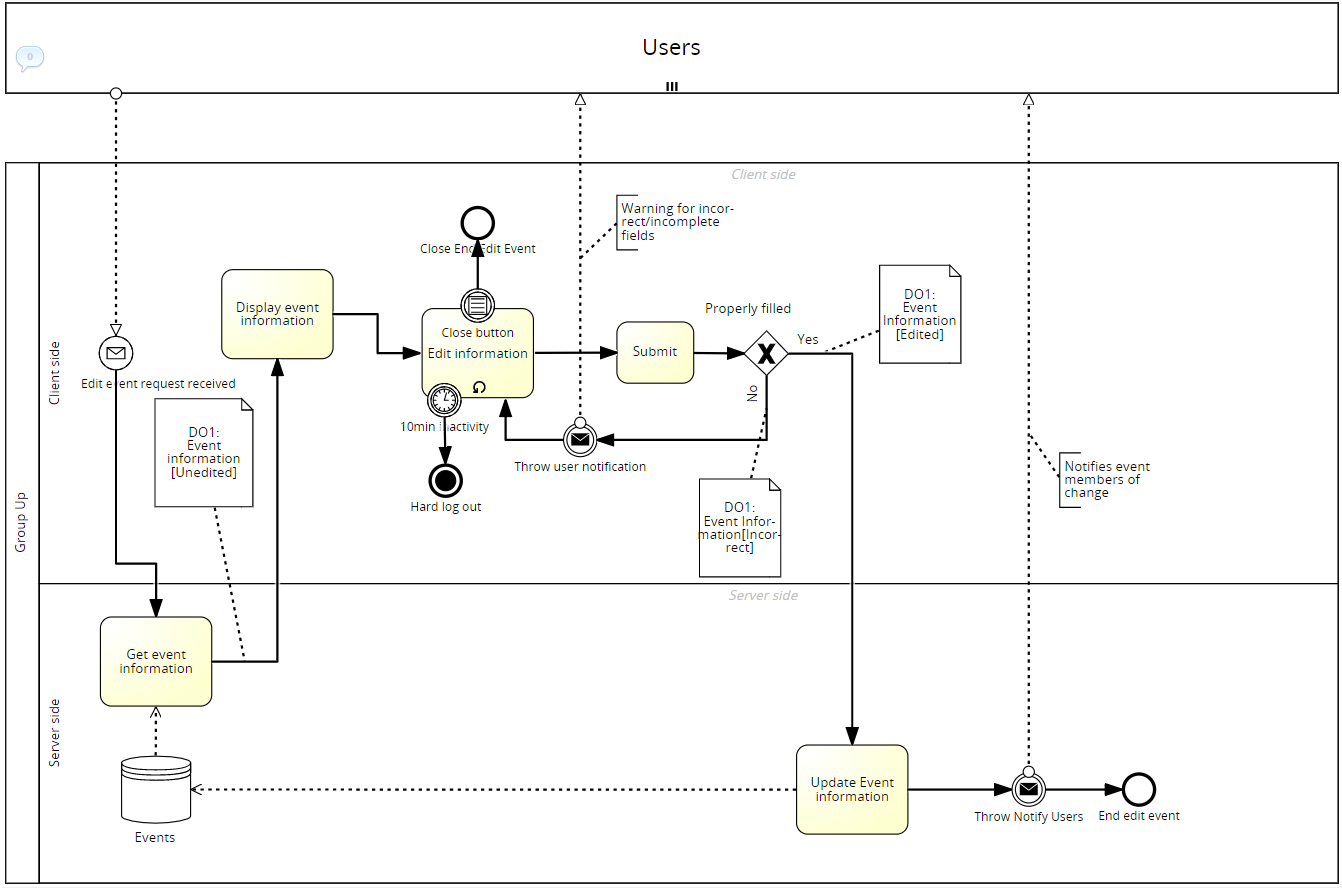 Users
0
Group Up
Client side
Client side
Warning for incor-
rect/incomplete
fields
Close End Edit Event
Display event
information
Close button
Edit information
Submit
Properly filled
Yes
No
DO1:
Event
Information
[Edited]
Edit event request received
10min inactivity
Hard log out
Throw user notification
DO1:
Event
information
[Unedited]
DO1:
Event Infor-
mation[Incor-
rect]
Notifies event
members of
change
Server side
Server side
Get event
information
Events
Update Event
information
Throw Notify Users
End edit event